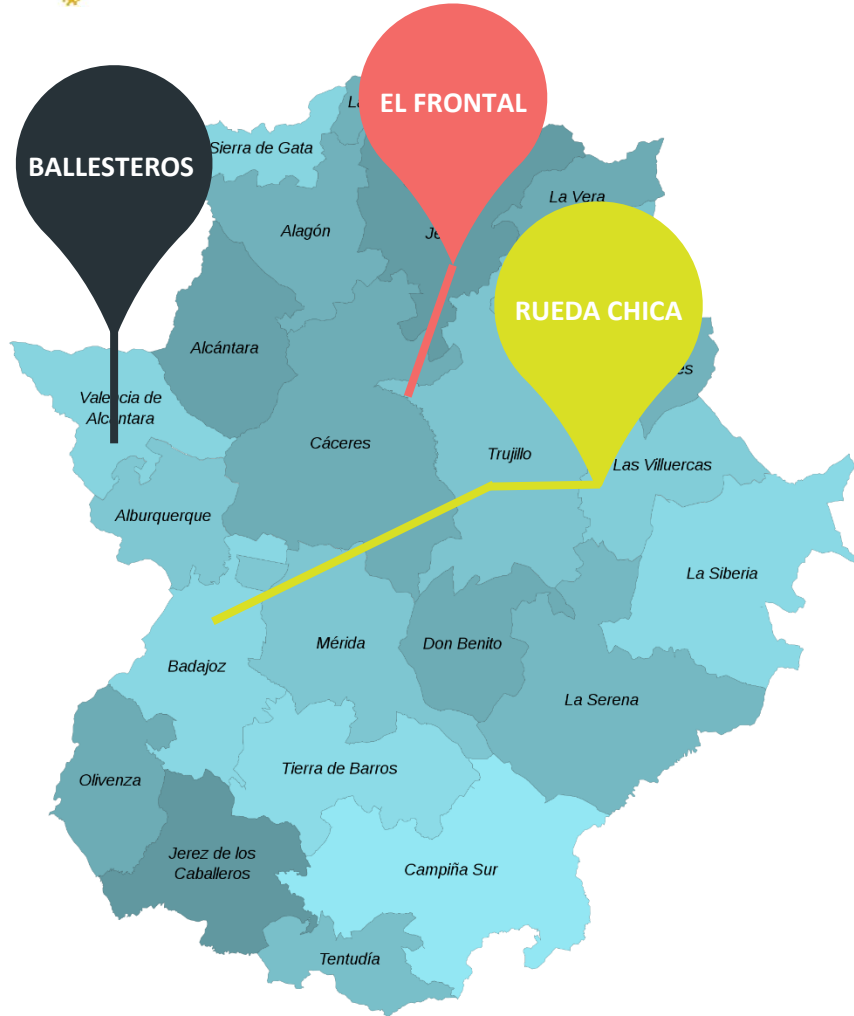 EL FRONTAL
BALLESTEROS
Sierra de Gata
La Vera
Alagón
RUEDA CHICA
Alcántara
Valencia de
Alcántara
Cáceres
Trujillo
Las Villuercas
Alburquerque
La Siberia
Mérida
Don Benito
Badajoz
La Serena
Tierra de Barros
Olivenza
Jerez de los
Caballeros
Campiña Sur
Tentudía